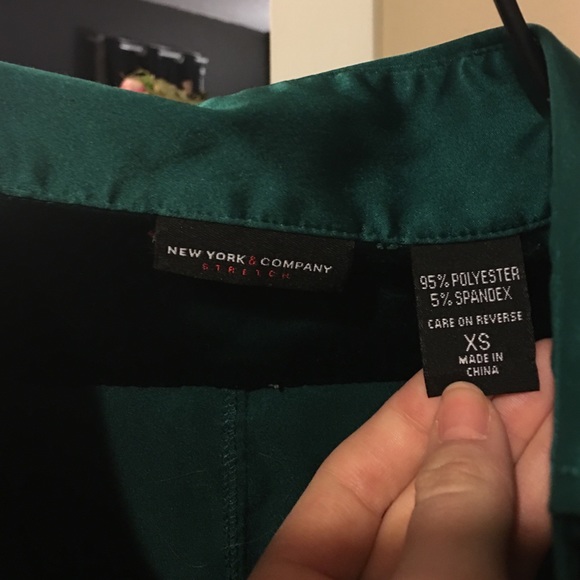 NEW YORK & COMPANY
STRETCH
95% POLYESTER
5% SPANDEX
CARE ON REVERSE
XS
MADE IN
CHINA